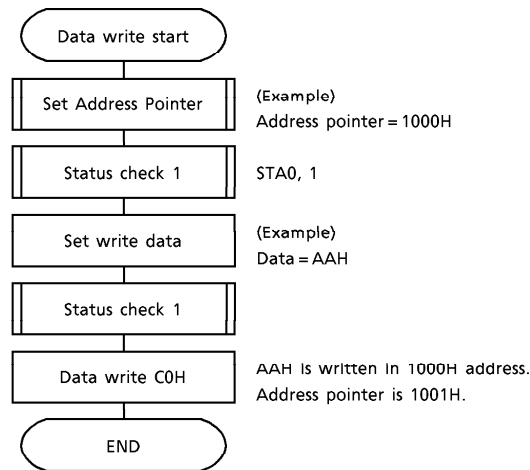 Data write start
Set Address Pointer
(Example)
Address pointer = 1000H
Status check 1
STA0, 1
Set write data
(Example)
Data = AAH
Status check 1
Data write C0H
AAH is written in 1000H address.
Address pointer is 1001H.
END